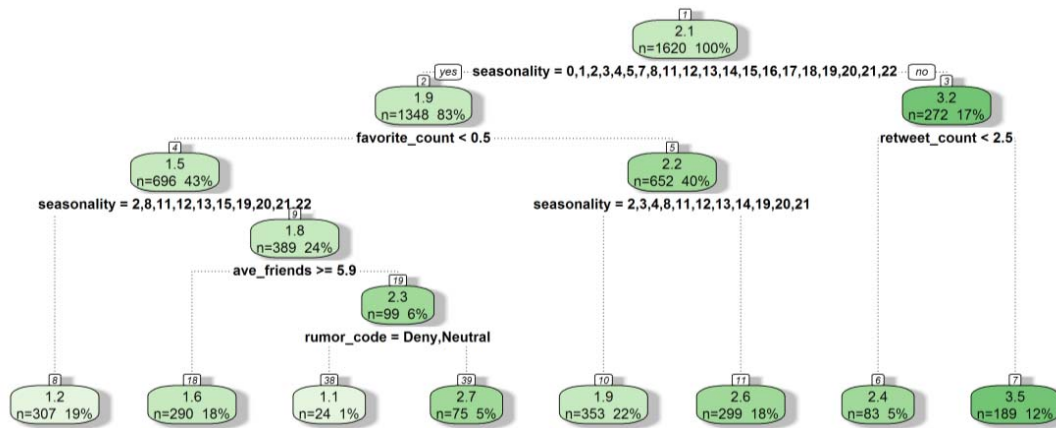 1
2.1
n=1620 100%
yes seasonality = 0,1,2,3,4,5,7,8,11,12,13,14,15,16,17,18,19,20,21,22 no
2
1.9
n=1348 83%
3
3.2
n=272 17%
favorite_count < 0.5
retweet_count < 2.5
4
1.5
n=696 43%
5
2.2
n=652 40%
seasonality = 2,8,11,12,13,15,19,20,21,22
seasonality = 2,3,4,8,11,12,13,14,19,20,21
9
1.8
n=389 24%
ave_friends >= 5.9
19
2.3
n=99 6%
rumor_code = Deny,Neutral
8
1.2
n=307 19%
18
1.6
n=290 18%
38
1.1
n=24 1%
39
2.7
n=75 5%
10
1.9
n=353 22%
11
2.6
n=299 18%
6
2.4
n=83 5%
7
3.5
n=189 12%